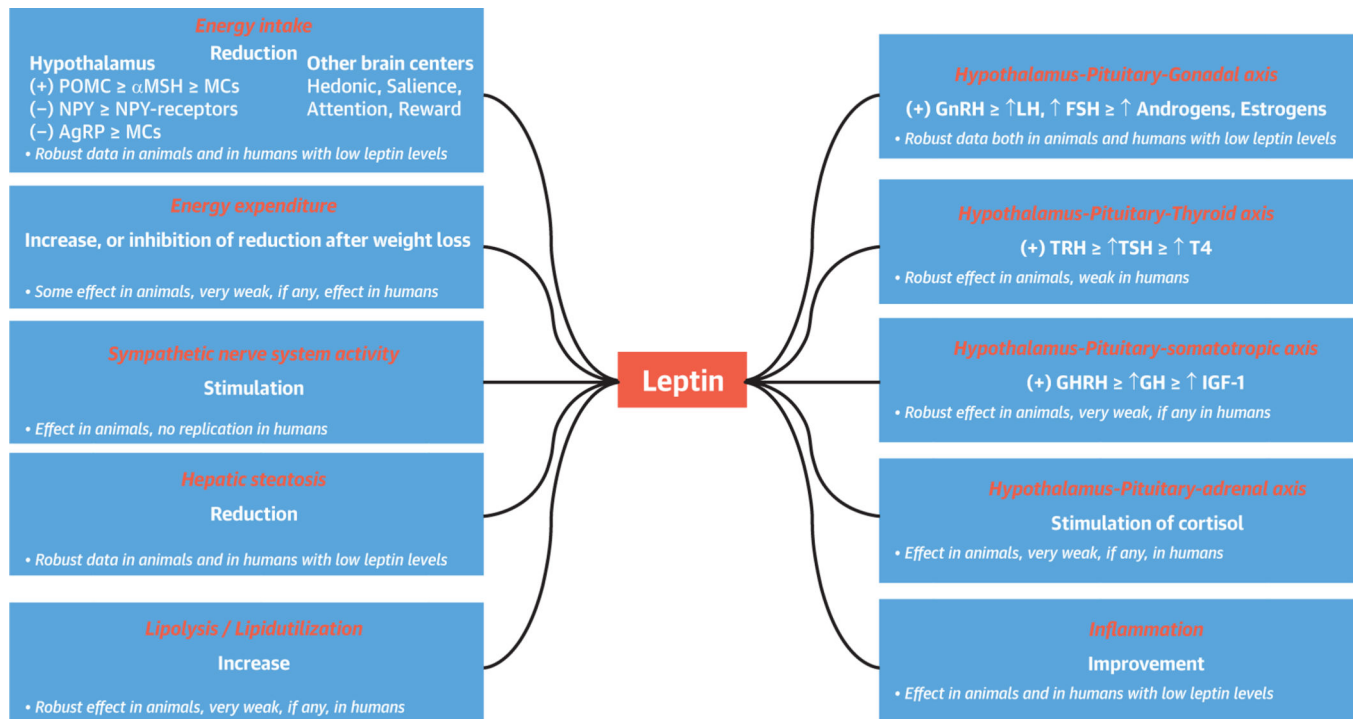 Energy intake
Reduction
Hypothalamus
(+) POMC ≥ αMSH ≥ MCs
(−) NPY ≥ NPY-receptors
(−) AgRP ≥ MCs
Other brain centers
Hedonic, Salience,
Attention, Reward
• Robust data in animals and in humans with low leptin levels
Energy expenditure
Increase, or inhibition of reduction after weight loss
• Some effect in animals, very weak, if any, effect in humans
Sympathetic nerve system activity
Stimulation
• Effect in animals, no replication in humans
Hepatic steatosis
Reduction
• Robust data in animals and in humans with low leptin levels
Lipolysis / Lipidutilization
Increase
• Robust effect in animals, very weak, if any, in humans
Leptin
Hypothalamus-Pituitary-Gonadal axis
(+) GnRH ≥ ↑LH, ↑ FSH ≥ ↑ Androgens, Estrogens
• Robust data both in animals and humans with low leptin levels
Hypothalamus-Pituitary-Thyroid axis
(+) TRH ≥ ↑TSH ≥ ↑ T4
• Robust effect in animals, weak in humans
Hypothalamus-Pituitary-somatotropic axis
(+) GHRH ≥ ↑GH ≥ ↑ IGF-1
• Robust effect in animals, very weak, if any in humans
Hypothalamus-Pituitary-adrenal axis
Stimulation of cortisol
• Effect in animals, very weak, if any, in humans
Inflammation
Improvement
• Effect in animals and in humans with low leptin levels